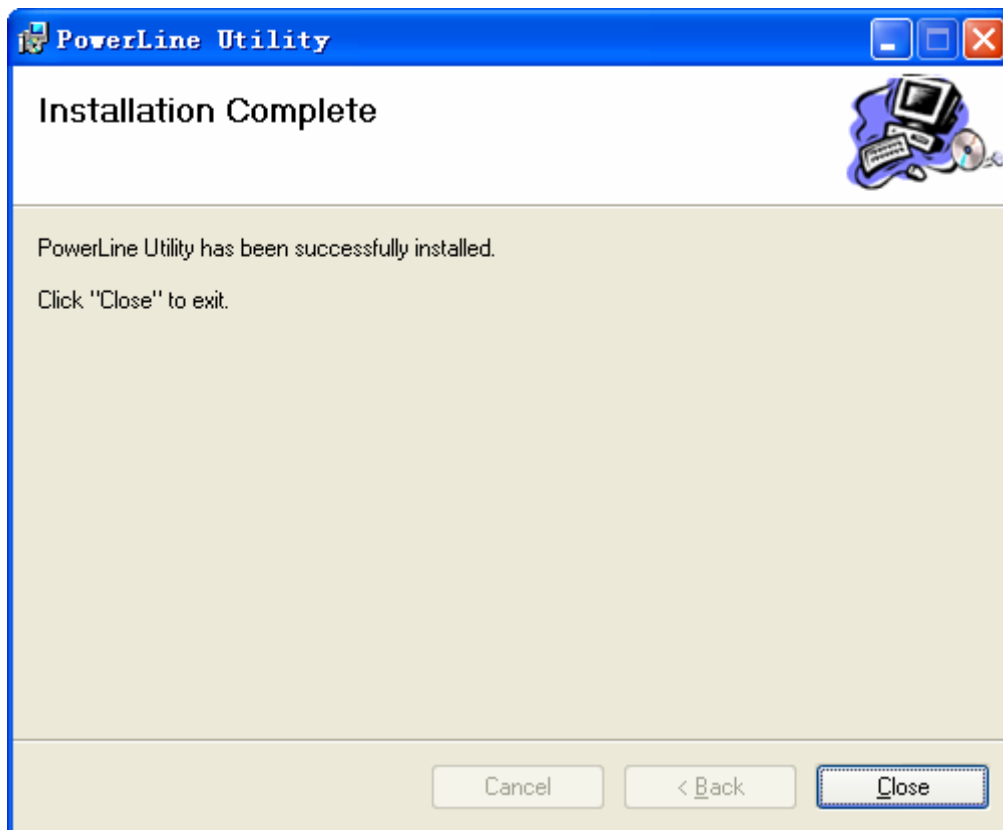 PowerLine Utility
Installation Complete
PowerLine Utility has been successfully installed.
Click "Close" to exit.
Cancel
< Back
Close